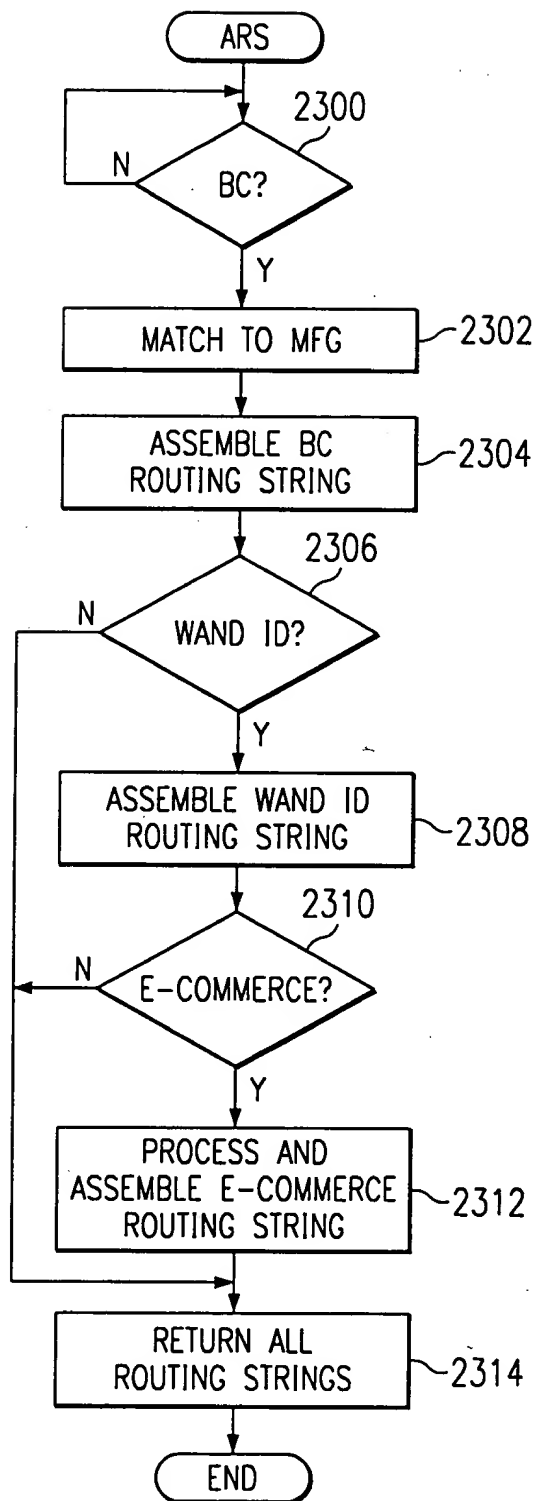 ARS
2300
N
BC?
Y
MATCH TO MFG
2302
ASSEMBLE BC
ROUTING STRING
2304
2306
N
WAND ID?
Y
ASSEMBLE WAND ID
ROUTING STRING
2308
2310
N
E-COMMERCE?
Y
PROCESS AND
ASSEMBLE E-COMMERCE
ROUTING STRING
2312
RETURN ALL
ROUTING STRINGS
2314
END